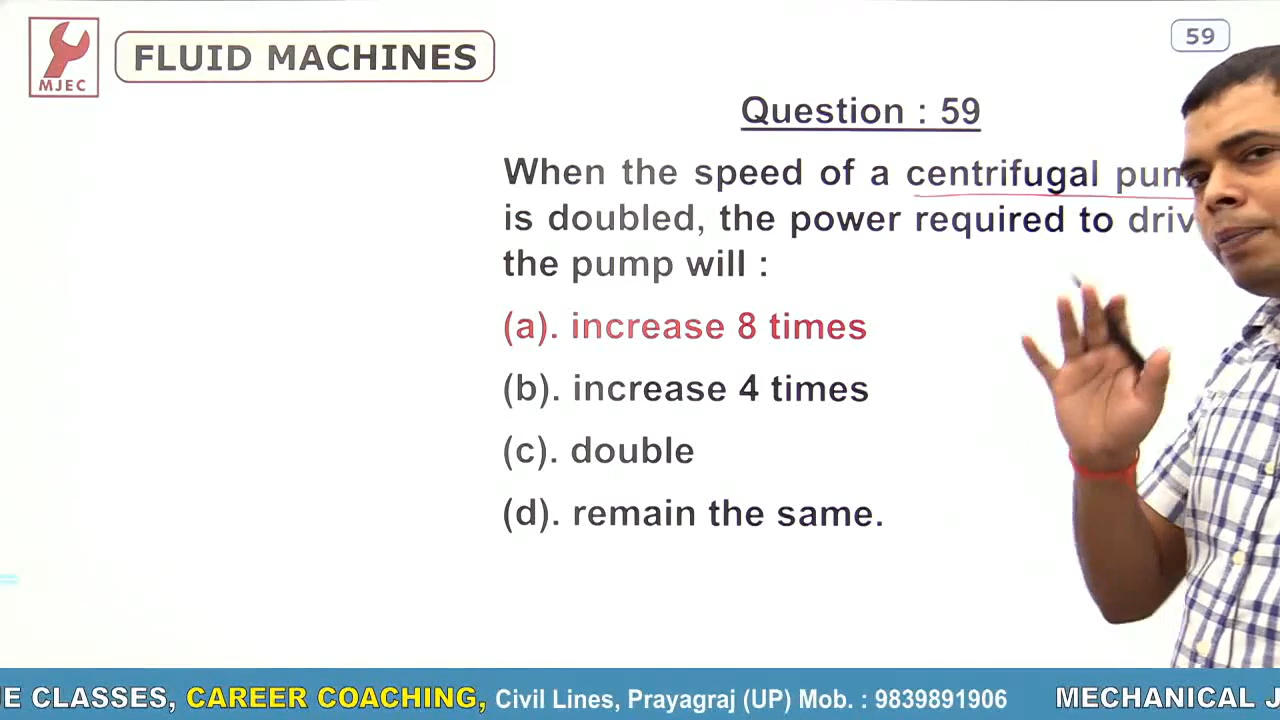 MJEC
FLUID MACHINES
59
Question : 59
When the speed of a centrifugal
is doubled, the power required to
the pump will :
(a). increase 8 times
(b). increase 4 times
(c). double
(d). remain the same.
CLASSES, CAREER COACHING, Civil Lines, Prayagraj (UP) Mob. : 9839891906 MECHANICAL